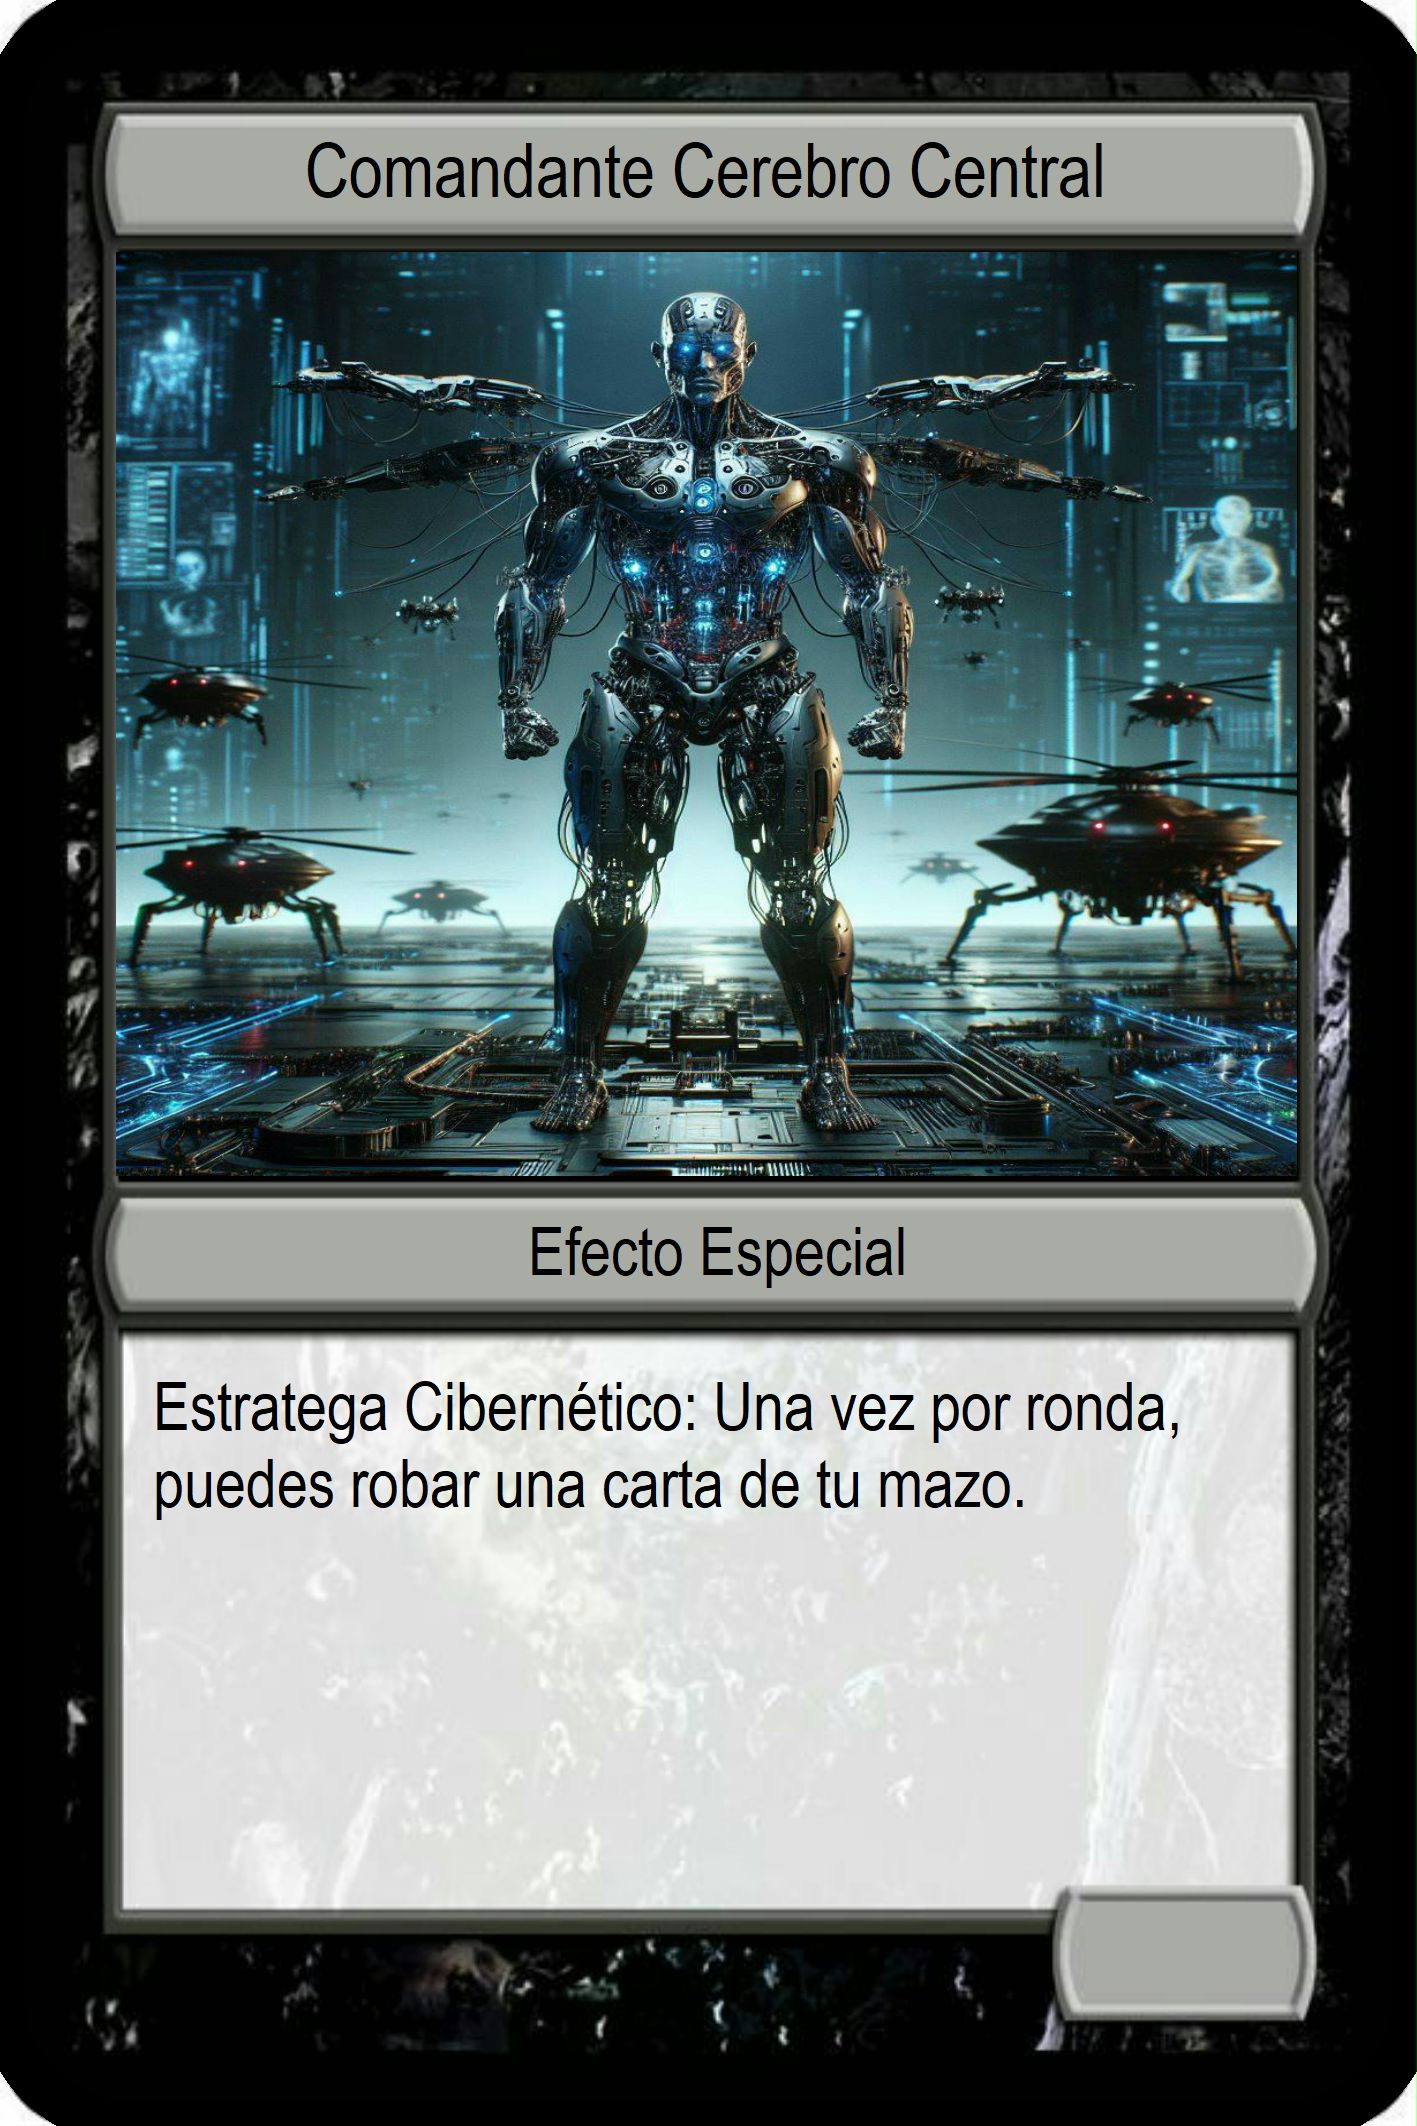 Comandante Cerebro Central
Efecto Especial
Estratega Cibernético: Una vez por ronda,
puedes robar una carta de tu mazo.